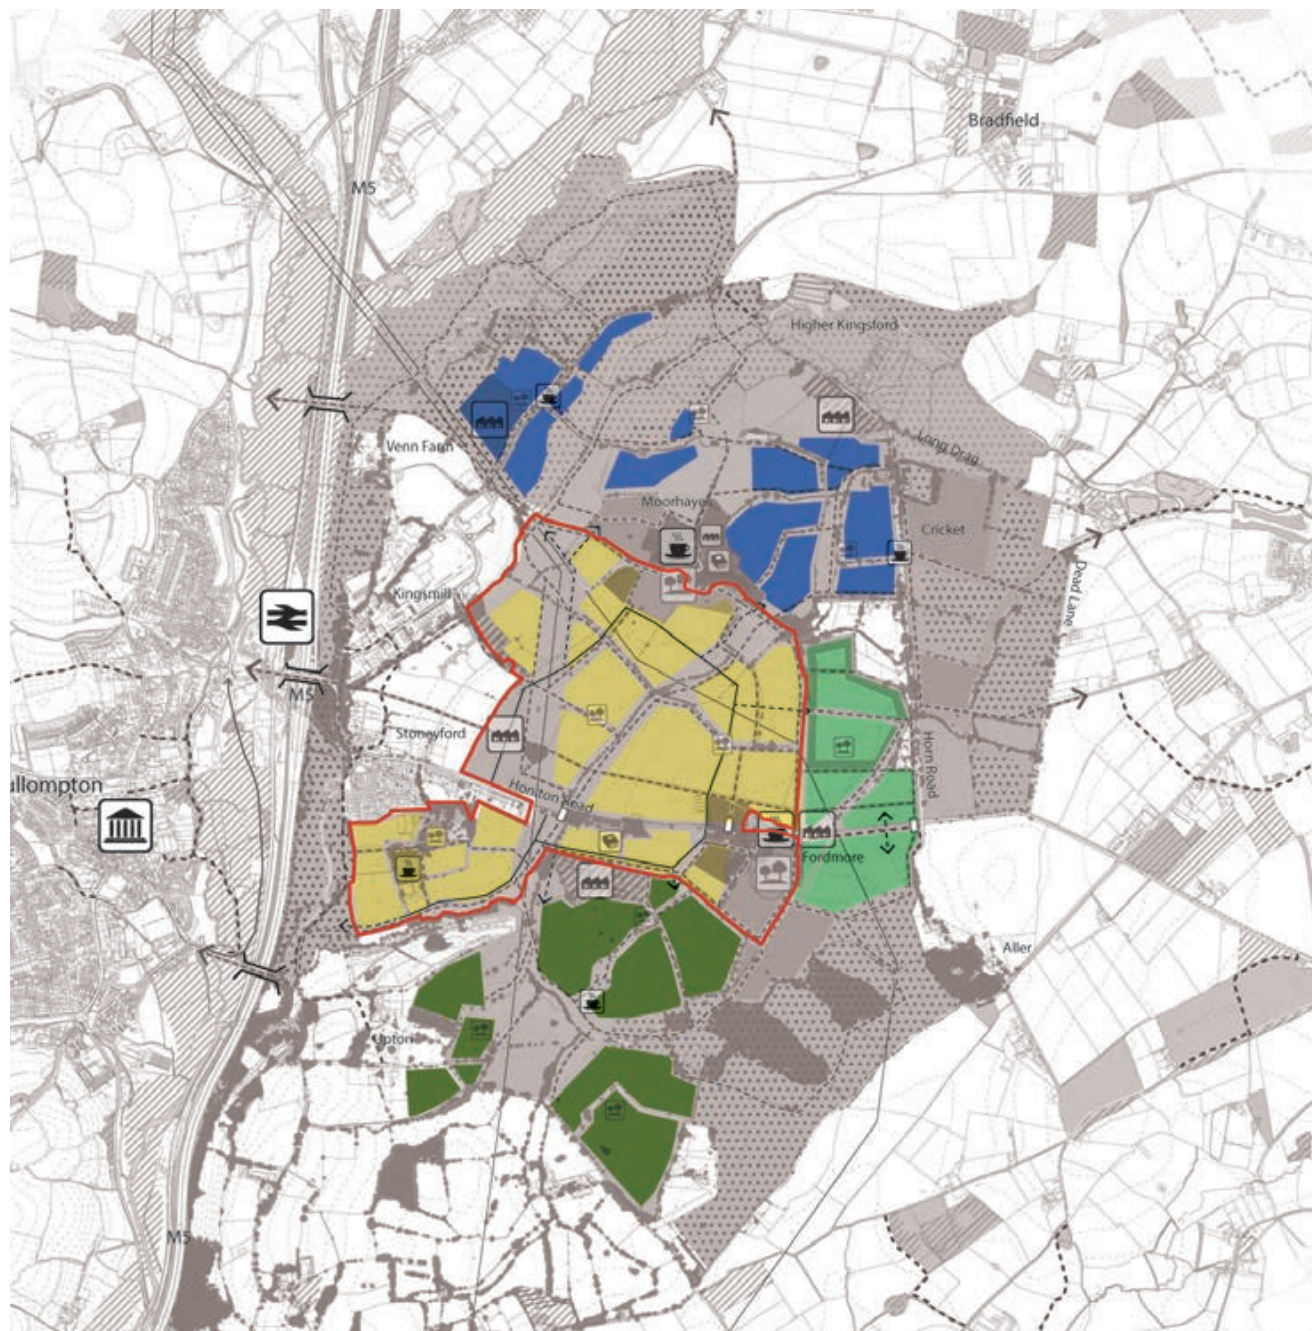 Bradfield
M5
Higher Kingsford
Long Drag
Venn Farm
Moorhayes
Cricket
Dead Lane
Kingsmill
M5
Stoneyford
Horn Road
ullompton
Honiton Road
Fordmore
Aller
Upton
M5